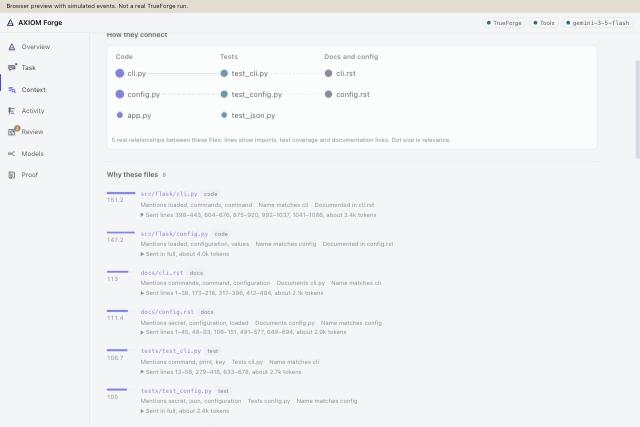 Browser preview with simulated events. Not a real TrueForge run.
AXIOM Forge
TrueForge
Tools
gemini-3-5-flash
Overview
Task
Context
Activity
Review
Models
Proof
How they connect
Code
Tests
Docs and config
cli.py
test_cli.py
cli.rst
config.py
test_config.py
config.rst
app.py
test_json.py
5 real relationships between these files: lines show imports, test coverage and documentation links. Dot size is relevance.
Why these files 8
151.2
src/flask/cli.py code
Mentions loaded, commands, command Name matches cli Documented in cli.rst
Sent lines 398–443, 604–676, 875–920, 992–1037, 1041–1086, about 3.4k tokens
147.2
src/flask/config.py code
Mentions loaded, configuration, values Name matches config Documented in config.rst
Sent in full, about 4.0k tokens
113
docs/cli.rst docs
Mentions commands, command, configuration Documents cli.py Name matches cli
Sent lines 1–38, 173–218, 317–396, 412–484, about 2.1k tokens
111.4
docs/config.rst docs
Mentions secret, configuration, loaded Documents config.py Name matches config
Sent lines 1–45, 48–93, 106–151, 491–577, 649–694, about 2.9k tokens
108.7
tests/test_cli.py test
Mentions command, print, key Tests cli.py Name matches cli
Sent lines 13–58, 279–418, 633–678, about 2.7k tokens
105
tests/test_config.py test
Mentions secret, json, configuration Tests config.py Name matches config
Sent in full, about 2.4k tokens